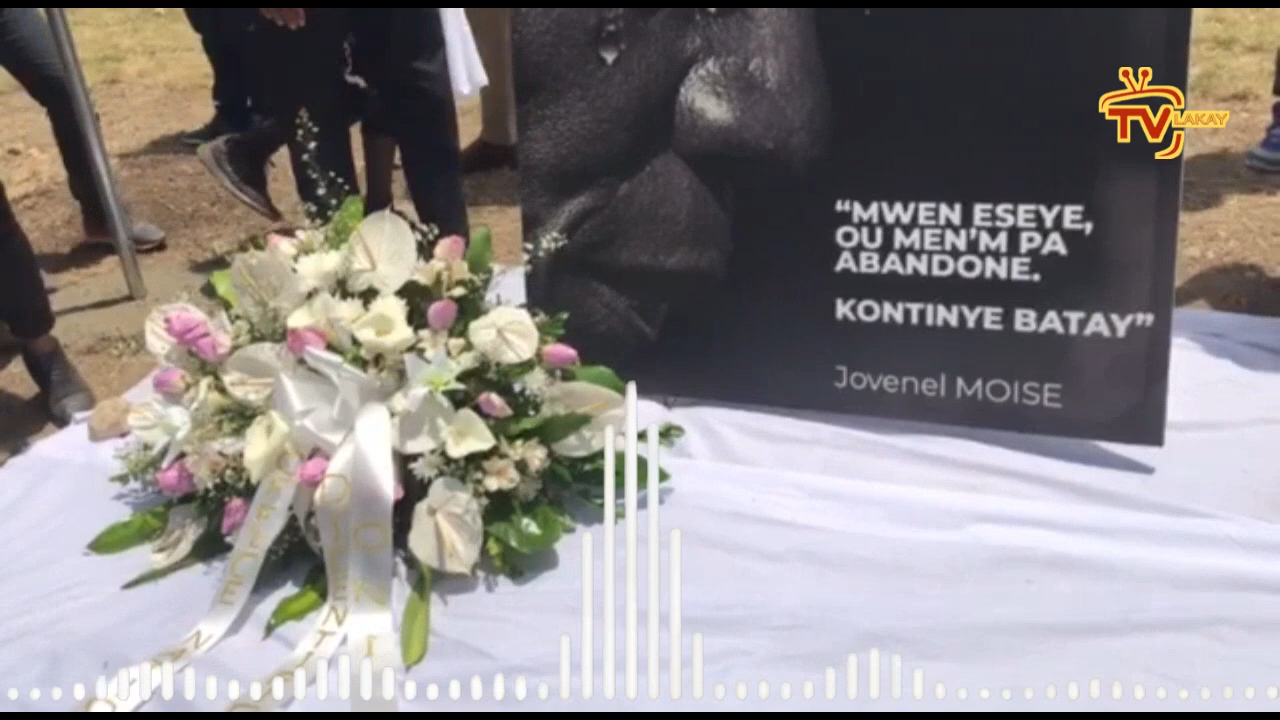 TV LAKAY
“MWEN ESEYE,
OU MEN’M PA
ABANDONE.
KONTINYE BATAY”
Jovenel MOISE